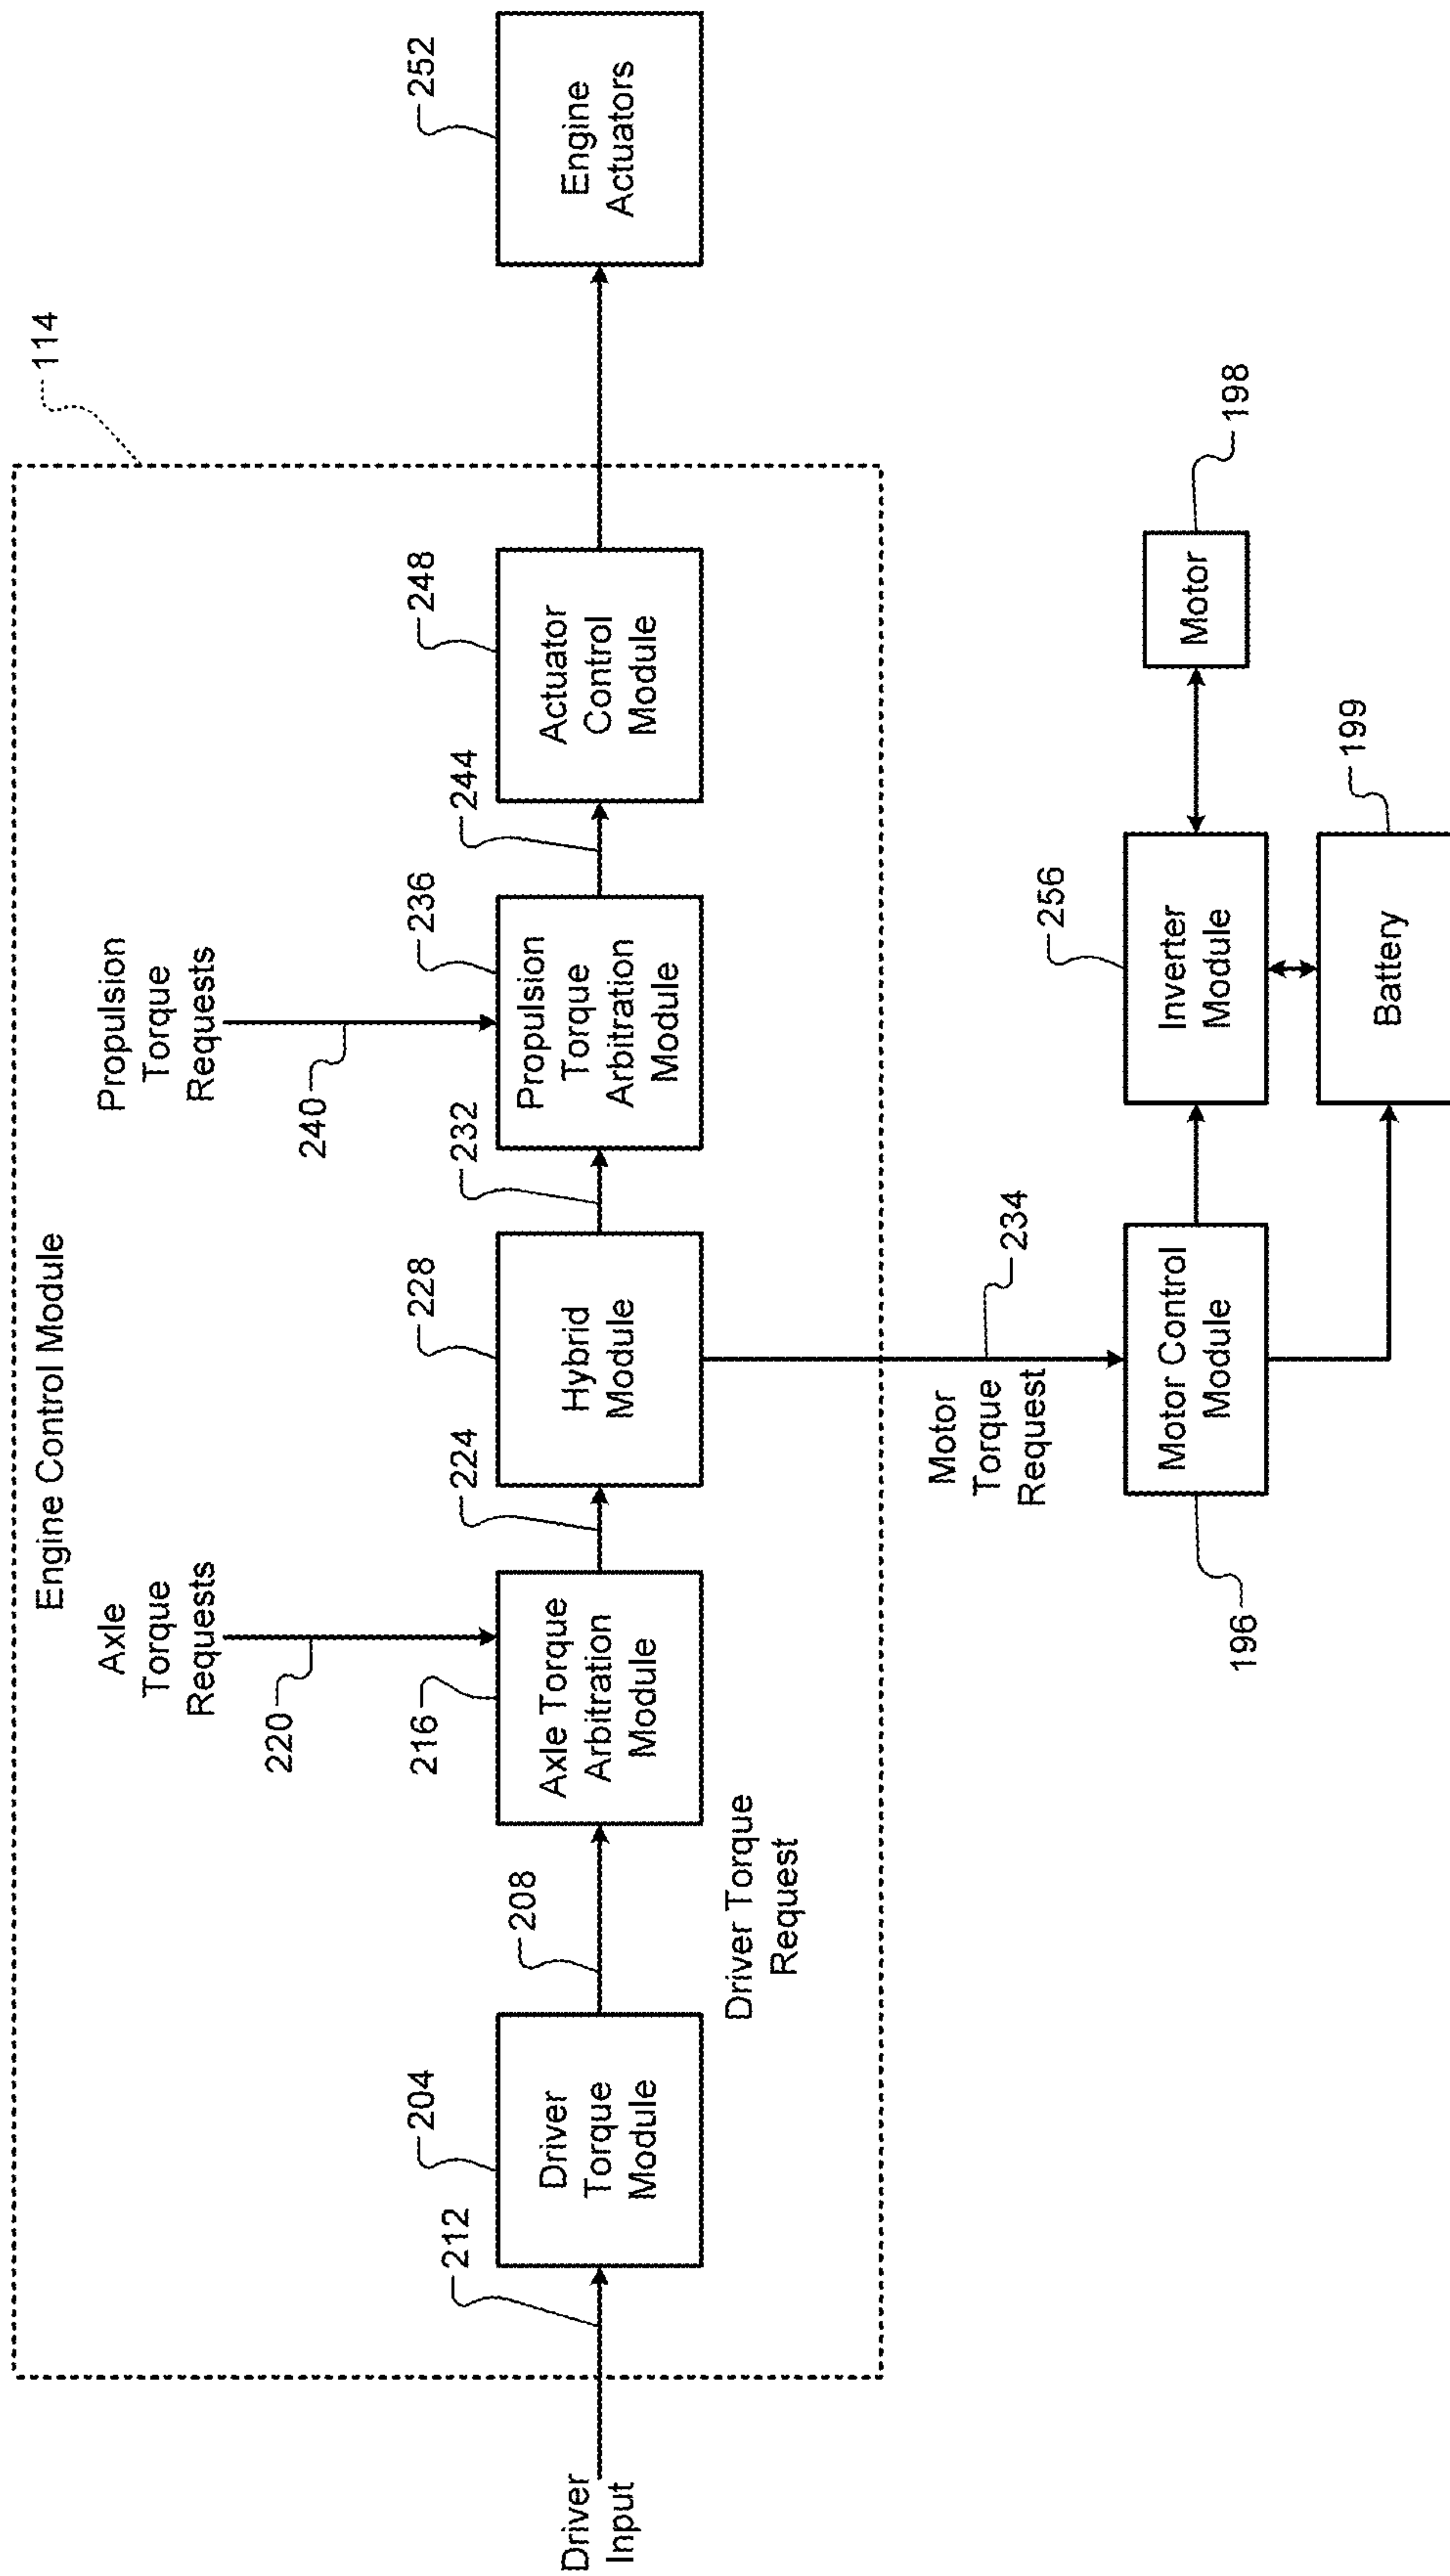 Engine Control Module
114
Driver
Input
212
204
Driver
Torque
Module
208
Driver Torque
Request
Axle
Torque
Requests
220
216
Axle Torque
Arbitration
Module
224
228
Hybrid
Module
232
Propulsion
Torque
Requests
240
236
Propulsion
Torque
Arbitration
Module
244
248
Actuator
Control
Module
252
Engine
Actuators
Motor
Torque
Request
234
Motor Control
Module
196
256
Inverter
Module
Motor
198
Battery
199